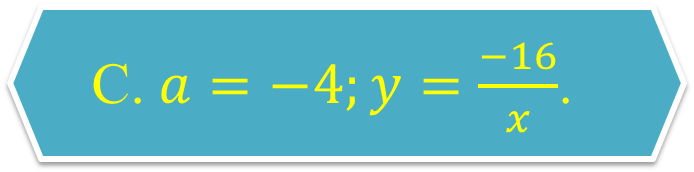 C. a = −4; y = −16/x.